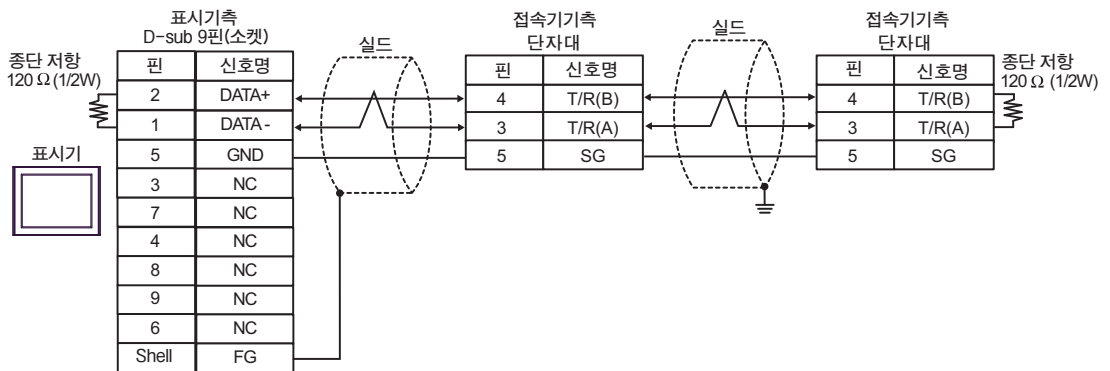 표시기측
D-sub 9핀(소켓)
종단 저항
120 Ω(1/2W)
핀 신호명
2 DATA+
1 DATA-
5 GND
3 NC
7 NC
4 NC
8 NC
9 NC
6 NC
Shell FG
표시기
실드
접속기기측
단자대
핀 신호명
4 T/R(B)
3 T/R(A)
5 SG
실드
접속기기측
단자대
핀 신호명
4 T/R(B)
3 T/R(A)
5 SG
종단 저항
120 Ω (1/2W)